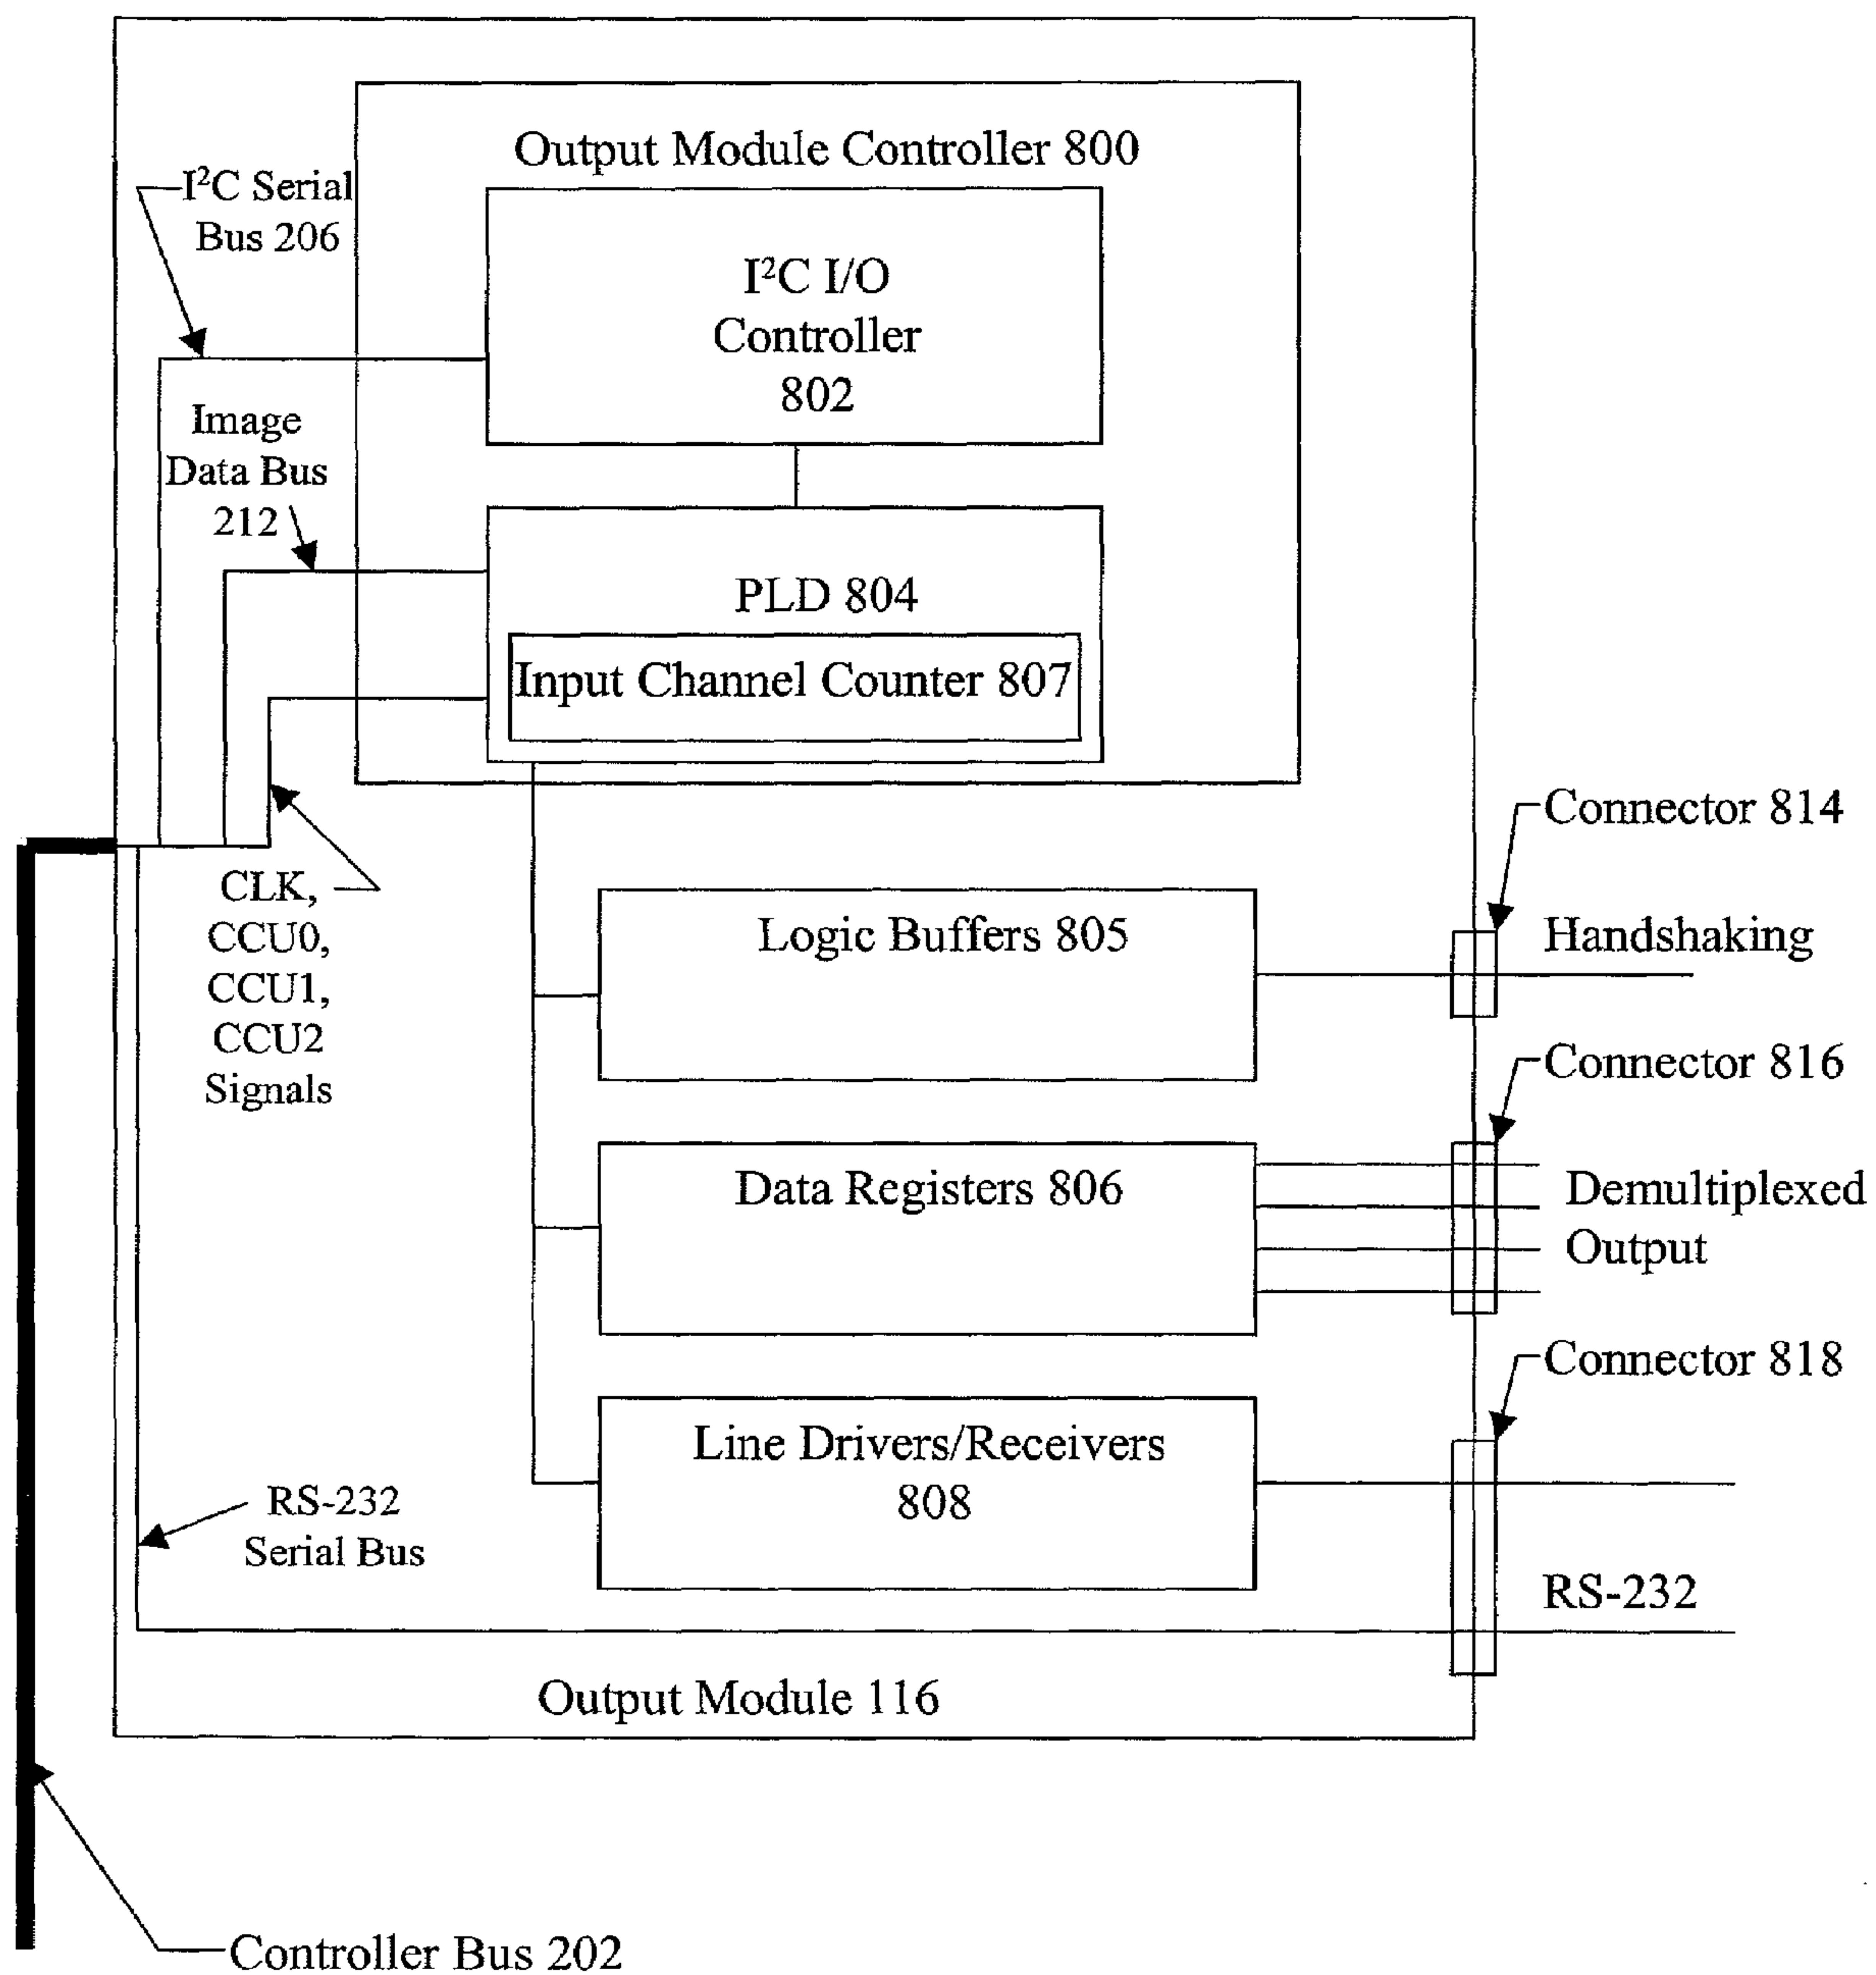 Output Module Controller 800
I²C Serial
Bus 206
I²C I/O
Controller
802
Image
Data Bus
212
PLD 804
Input Channel Counter 807
Connector 814
CLK,
CCU0,
CCU1,
CCU2
Signals
Logic Buffers 805
Handshaking
Connector 816
Data Registers 806
Demultiplexed
Output
Connector 818
Line Drivers/Receivers
808
RS-232
Serial Bus
RS-232
Output Module 116
Controller Bus 202